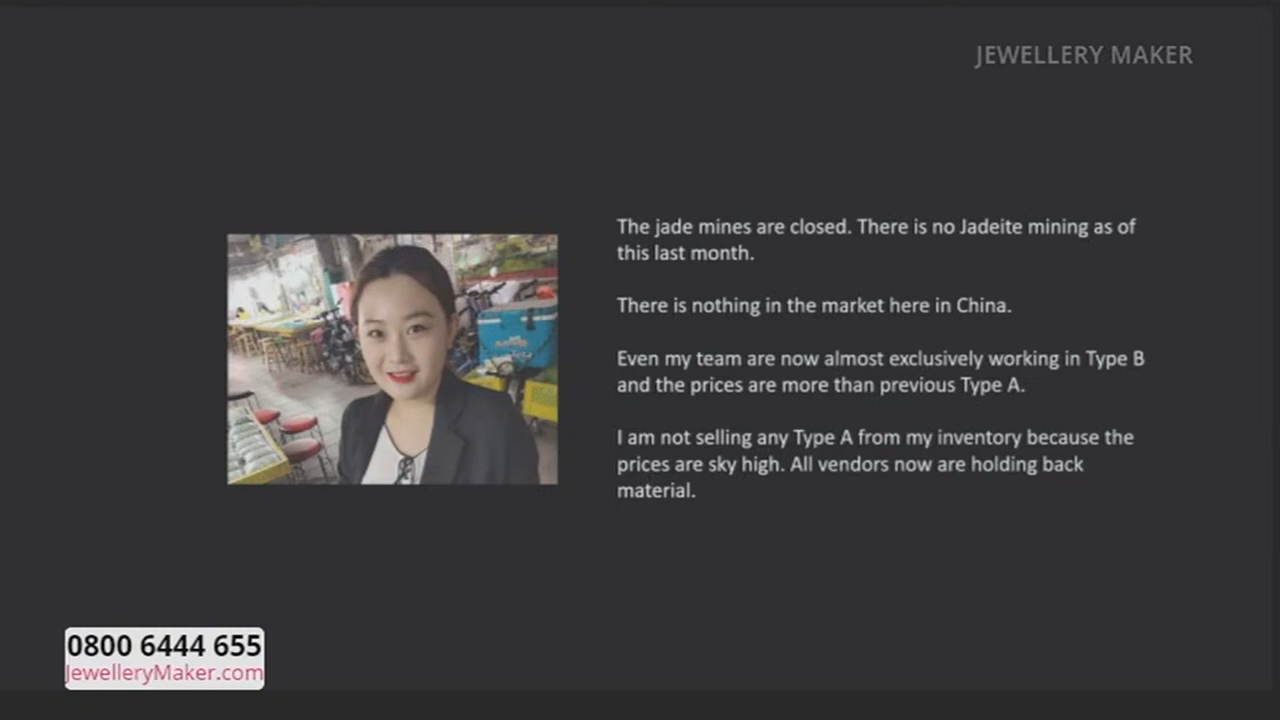 JEWELLERY MAKER
The jade mines are closed. There is no Jadeite mining as of
this last month.
There is nothing in the market here in China.
Even my team are now almost exclusively working in Type B
and the prices are more than previous Type A.
I am not selling any Type A from my inventory because the
prices are sky high. All vendors now are holding back
material.
0800 6444 655
JewelleryMaker.com